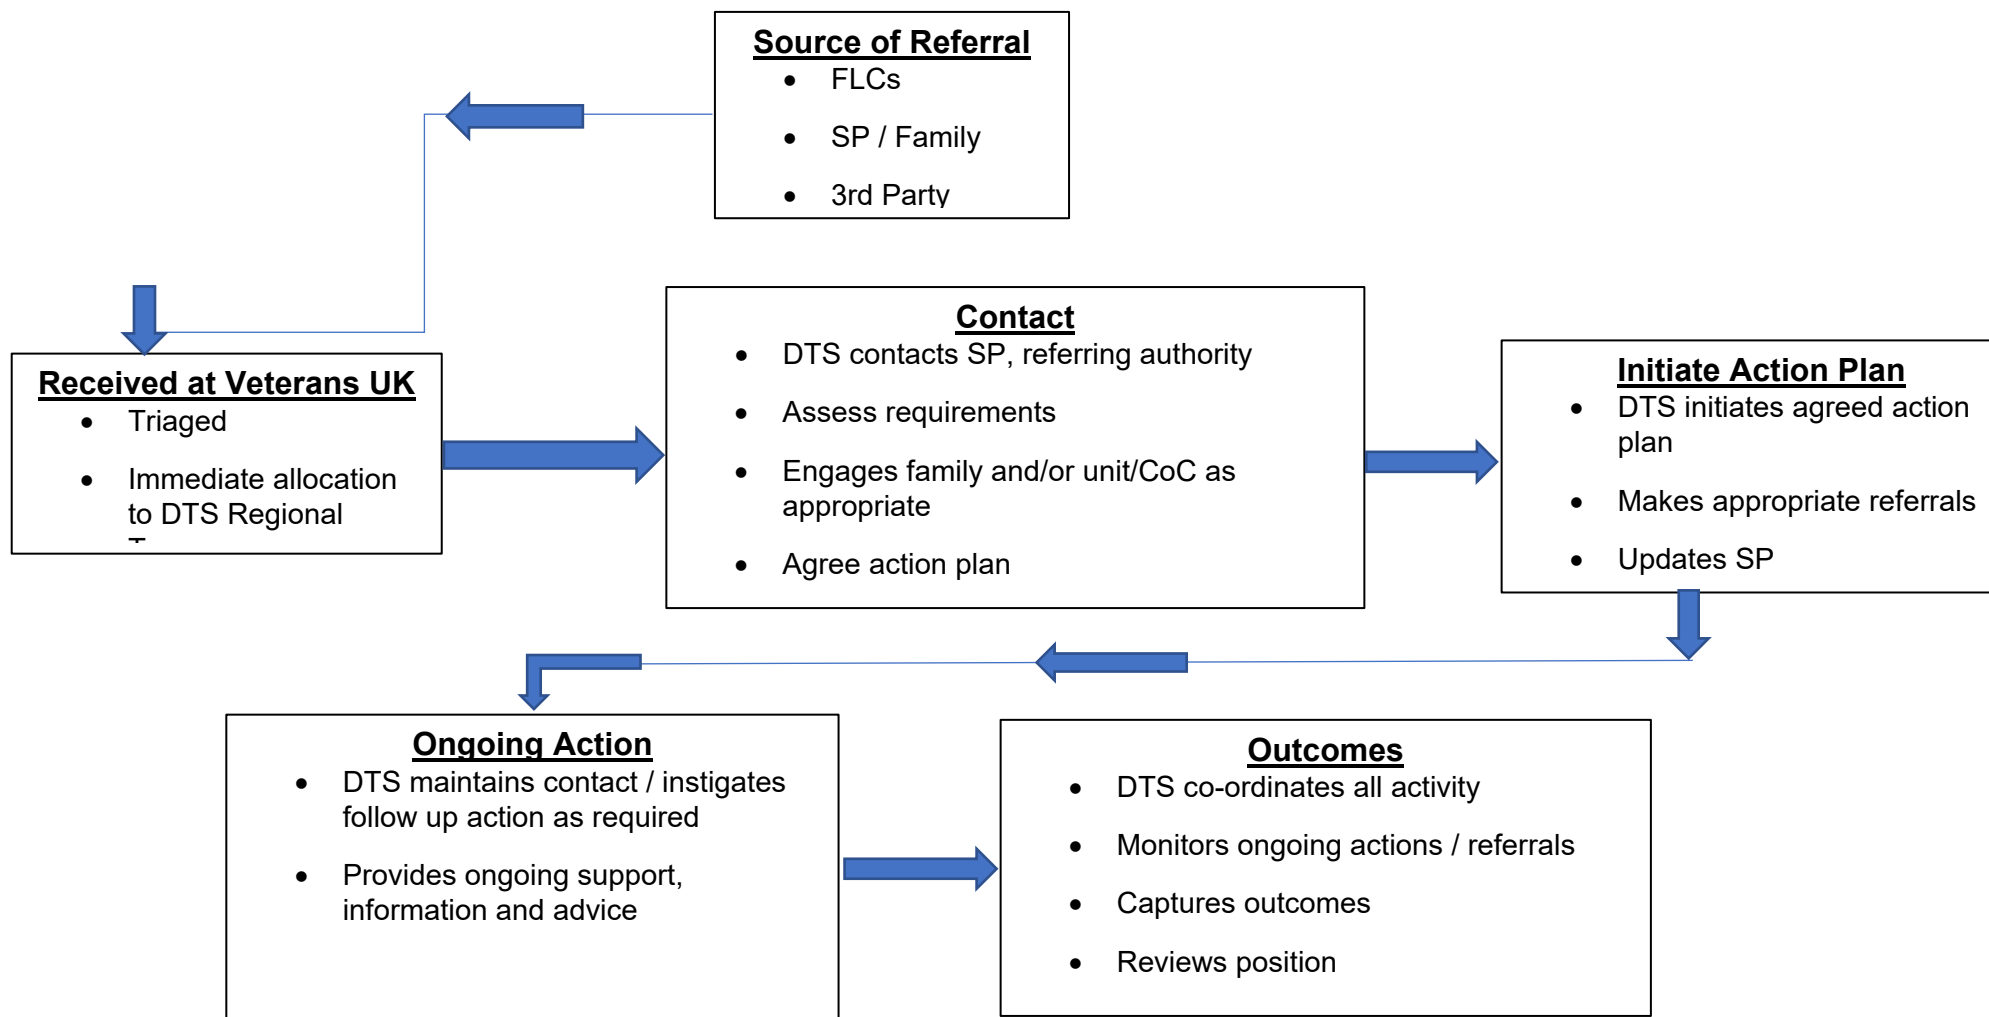 Source of Referral
• FLCs
• SP / Family
• 3rd Party
Received at Veterans UK
• Triaged
• Immediate allocation
to DTS Regional
Contact
• DTS contacts SP, referring authority
• Assess requirements
• Engages family and/or unit/CoC as
appropriate
• Agree action plan
Initiate Action Plan
• DTS initiates agreed action
plan
• Makes appropriate referrals
• Updates SP
Ongoing Action
• DTS maintains contact / instigates
follow up action as required
• Provides ongoing support,
information and advice
Outcomes
• DTS co-ordinates all activity
• Monitors ongoing actions / referrals
• Captures outcomes
• Reviews position